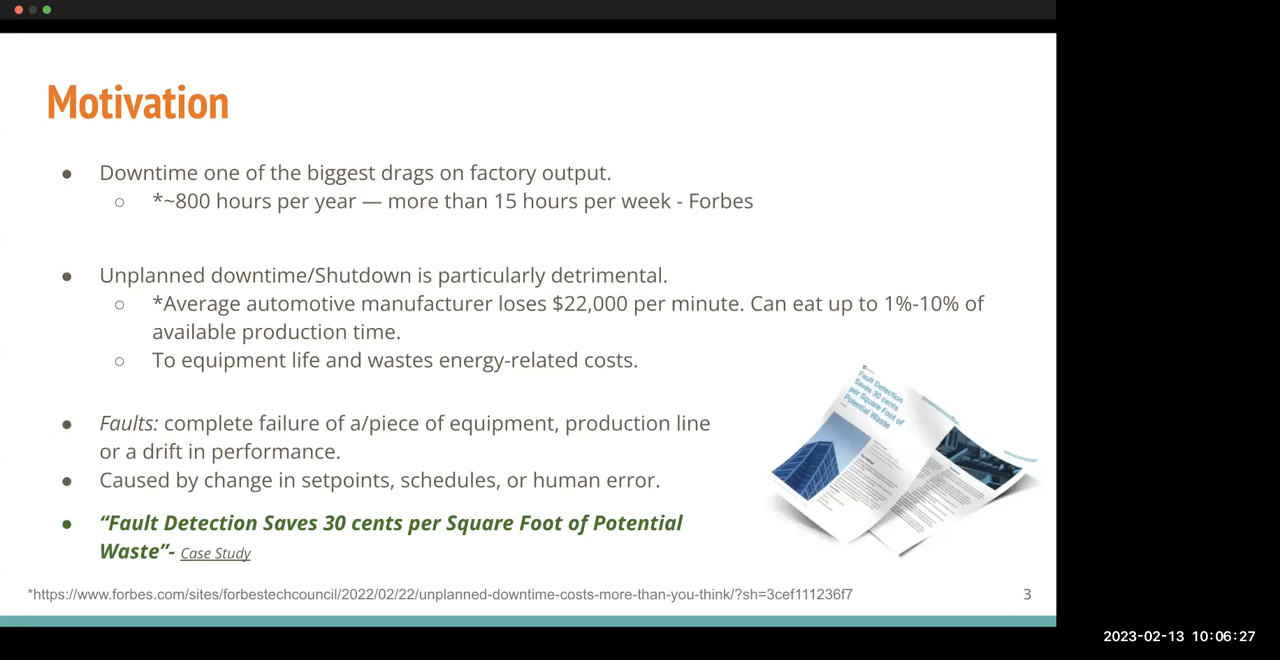 Motivation
● Downtime one of the biggest drags on factory output.
○ *~800 hours per year — more than 15 hours per week - Forbes
● Unplanned downtime/Shutdown is particularly detrimental.
○ *Average automotive manufacturer loses $22,000 per minute. Can eat up to 1%-10% of
available production time.
○ To equipment life and wastes energy-related costs.
● Faults: complete failure of a/piece of equipment, production line
or a drift in performance.
● Caused by change in setpoints, schedules, or human error.
● “Fault Detection Saves 30 cents per Square Foot of Potential
Waste”- Case Study
Fault Detection
Saves 30 cents
per Square Foot of
Potential Waste
*https://www.forbes.com/sites/forbestechcouncil/2022/02/22/unplanned-downtime-costs-more-than-you-think/?sh=3cef111236f7
3
2023-02-13 10:06:27